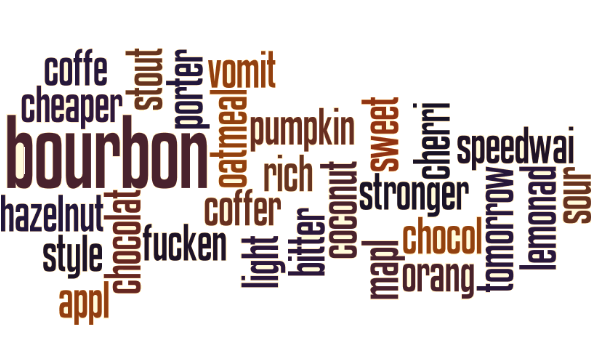 coffe
stout
porter
vomit
cheaper
oatmeal
pumpkin
sweet
cherri
speedwai
bourbon
rich
coconut
stronger
tomorrow
lemonad
sour
hazelnut
chocolat
coffer
fucken
light
bitter
chocol
style
mapl
orang
appl